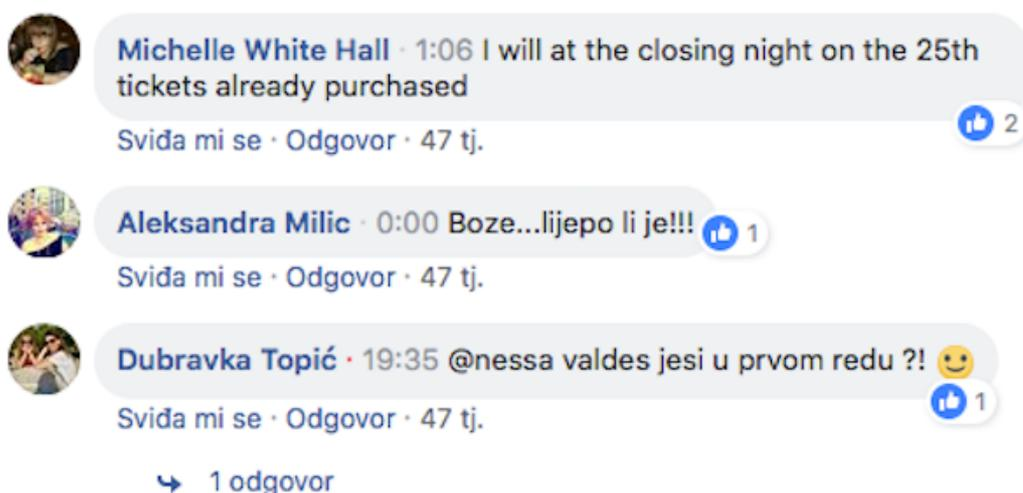 Michelle White Hall · 1:06 I will at the closing night on the 25th
tickets already purchased
2
Sviđa mi se · Odgovor · 47 tj.
Aleksandra Milic · 0:00 Boze...lijepo li je!!!
1
Sviđa mi se · Odgovor · 47 tj.
Dubravka Topić · 19:35 @nessa valdes jesi u prvom redu ?! 🙂
1
Sviđa mi se · Odgovor · 47 tj.
1 odgovor